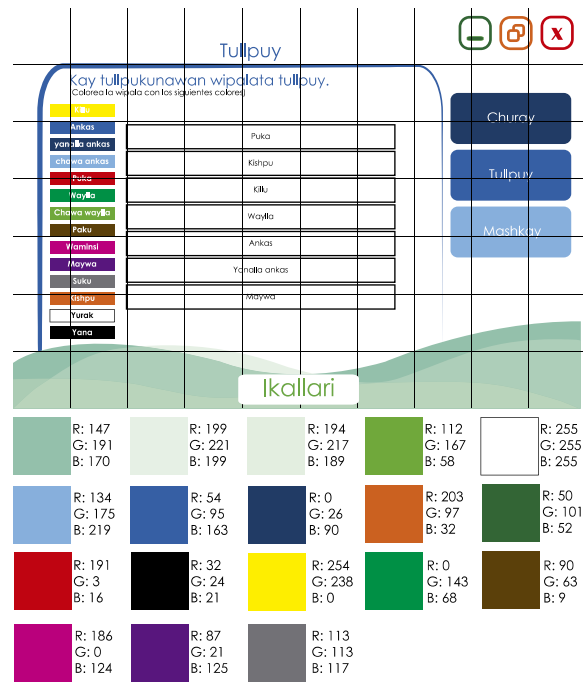 Tullpuy
x
Kay tullpukunawan wipalata tullpuy.
(Colorea la wipala con los siguientes colores)
Killu
Ankas
yanalla ankas
chawa ankas
Puka
Waylla
Chawa waylla
Paku
Waminsi
Maywa
Suku
Kishpu
Yurak
Yana
Puka
Kishpu
Killu
Waylla
Ankas
Yanalla ankas
Maywa
Churay
Tullpuy
Mashkay
Ikallari
R: 147
G: 191
B: 170
R: 199
G: 221
B: 199
R: 194
G: 217
B: 189
R: 112
G: 167
B: 58
R: 255
G: 255
B: 255
R: 134
G: 175
B: 219
R: 54
G: 95
B: 163
R: 0
G: 26
B: 90
R: 203
G: 97
B: 32
R: 50
G: 101
B: 52
R: 191
G: 3
B: 16
R: 32
G: 24
B: 21
R: 254
G: 238
B: 0
R: 0
G: 143
B: 68
R: 90
G: 63
B: 9
R: 186
G: 0
B: 124
R: 87
G: 21
B: 125
R: 113
G: 113
B: 117